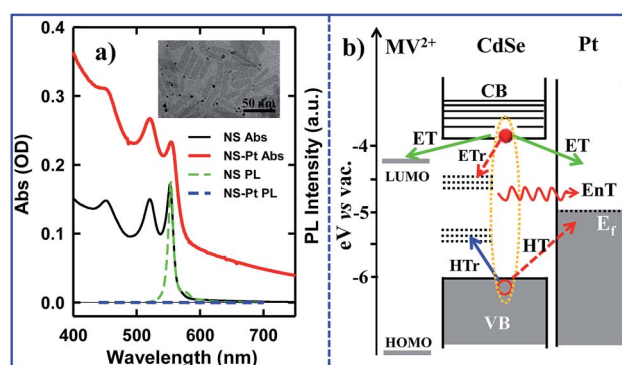 a)
Abs (OD)
0.4
0.3
0.2
0.1
0.0
50 nm
NS Abs
NS-Pt Abs
NS PL
NS-Pt PL
PL Intensity (a.u.)
400 500 600 700
Wavelength (nm)
b)
MV2+ CdSe Pt
eV vs vac.
-4
-5
-6
CB
ET
ET
ETr
LUMO
EnT
Ef
HT
HTr
VB
HOMO